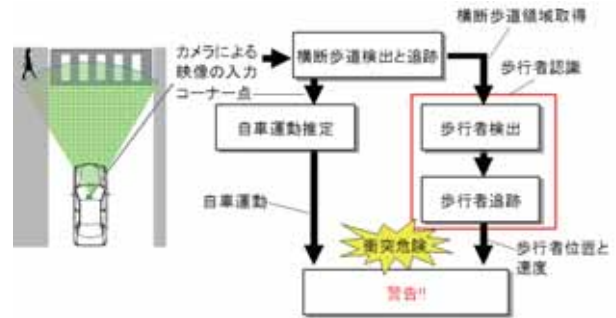 横断歩道領域取得
カメラによる
映像の入力
コーナー点
横断歩道検出と追跡
歩行者認識
自車運動推定
歩行者検出
歩行者追跡
自車運動
衝突危険
歩行者位置と
速度
警告!!